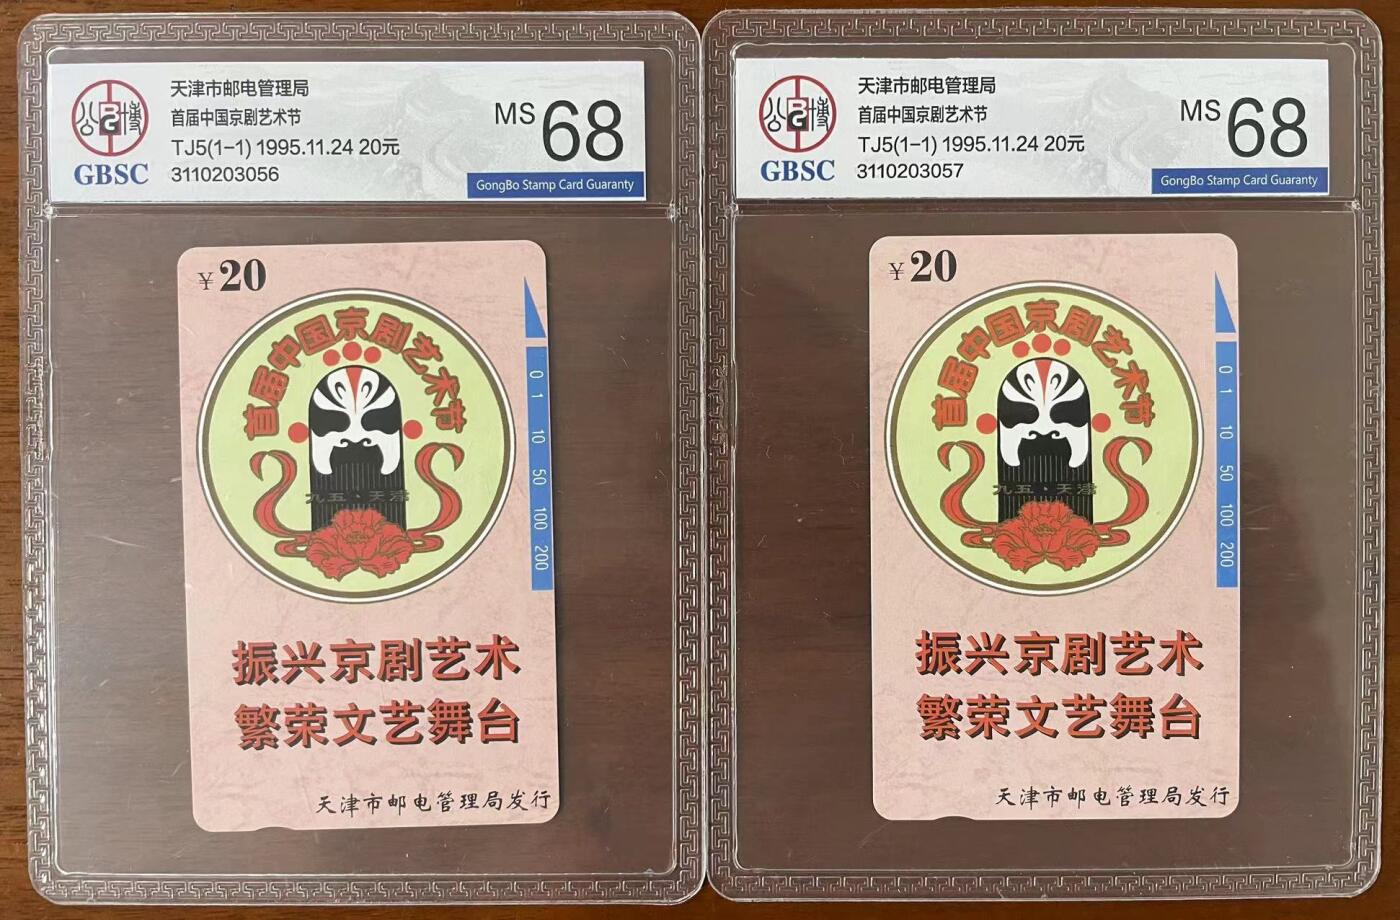 公博
GBSC
天津市邮电管理局
首届中国京剧艺术节
TJ5(1-1) 1995.11.24 20元
3110203056
MS 68
GongBo Stamp Card Guaranty
¥20
首届中国京剧艺术节
九五·天津
0 1 10 50 100 200
振兴京剧艺术
繁荣文艺舞台
天津市邮电管理局发行
公博
GBSC
天津市邮电管理局
首届中国京剧艺术节
TJ5(1-1) 1995.11.24 20元
3110203057
MS 68
GongBo Stamp Card Guaranty
¥20
首届中国京剧艺术节
九五·天津
0 1 10 50 100 200
振兴京剧艺术
繁荣文艺舞台
天津市邮电管理局发行